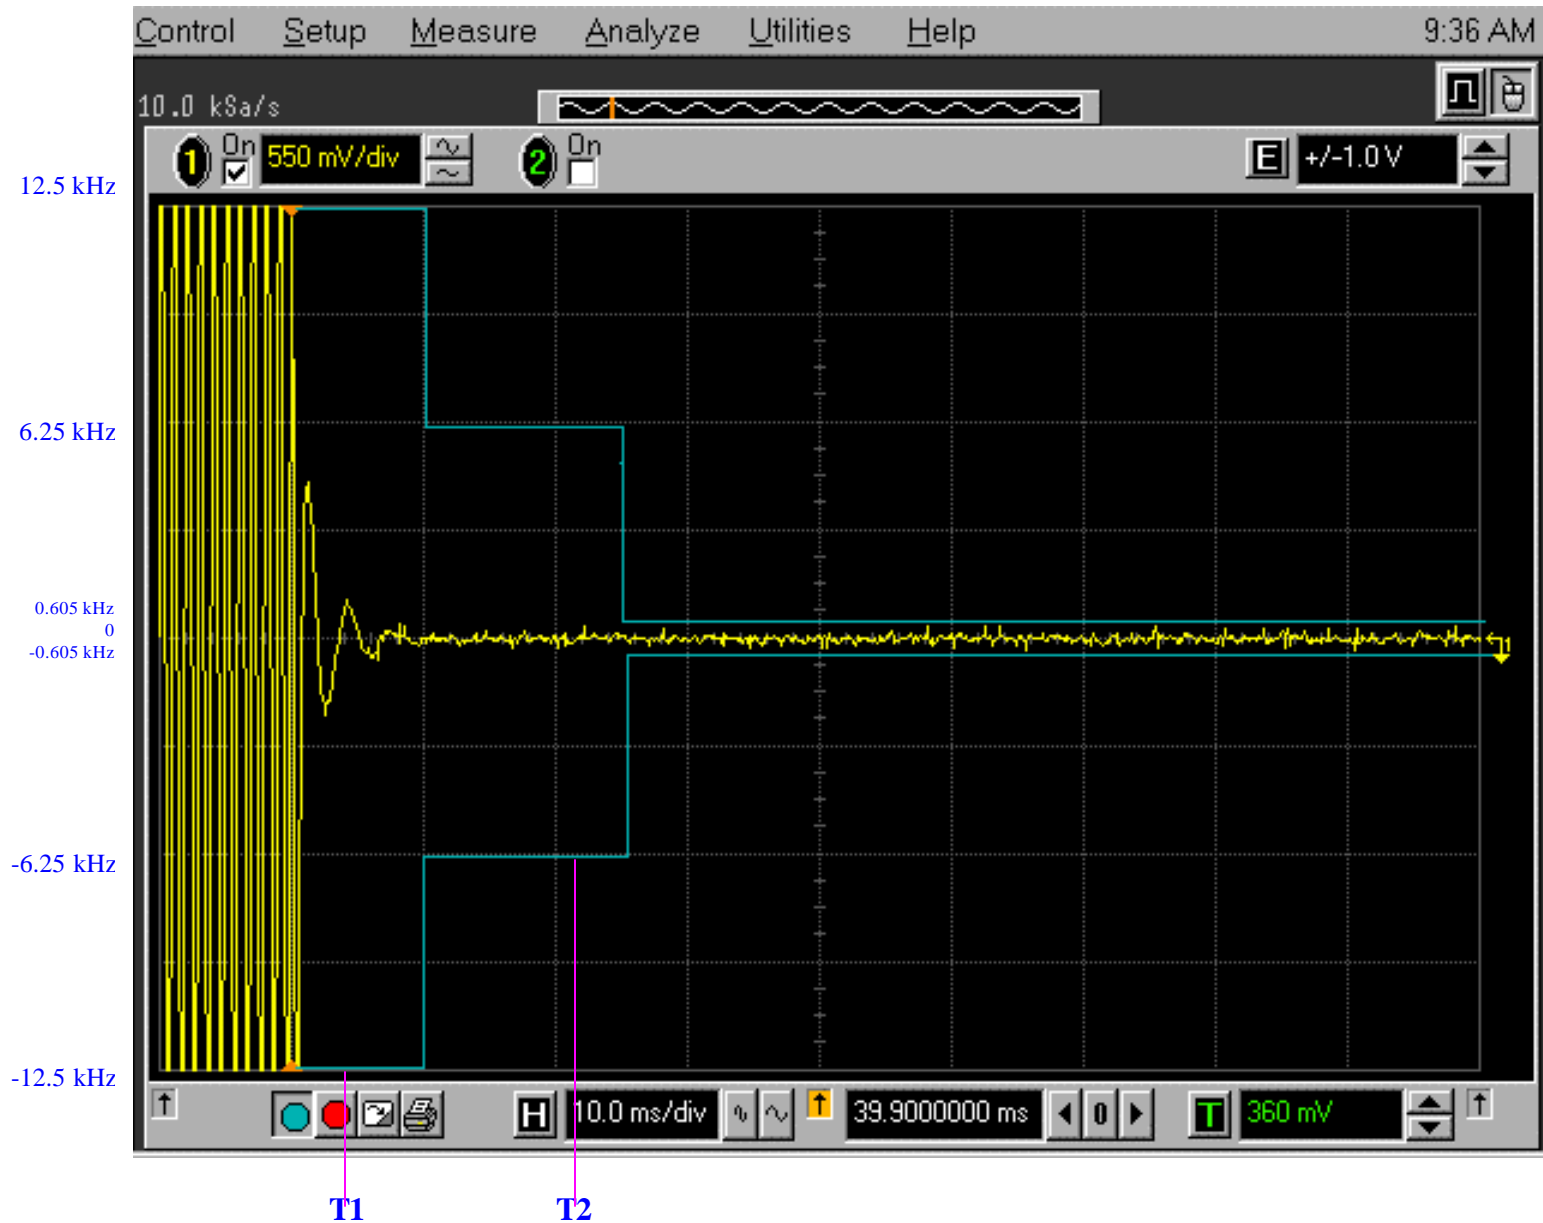 Control Setup Measure Analyze Utilities Help 9:36 AM
10.0 kSa/s
1 On 550 mV/div 2 On E +/-1.0 V
12.5 kHz
6.25 kHz
0.605 kHz
0
-0.605 kHz
1
-6.25 kHz
-12.5 kHz
H 10.0 ms/div 39.9000000 ms 0 T 360 mV
T1 T2